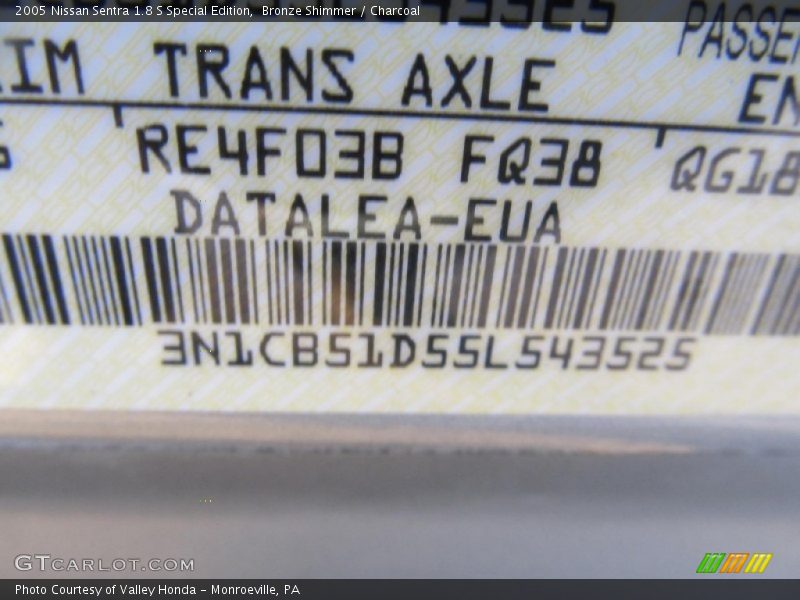 2005 Nissan Sentra 1.8 S Special Edition, Bronze Shimmer / Charcoal
TRANS AXLE
RE4F03B FQ38 QG18
DATALEA-EUA
3N1CB51D55L543525
GTCARLOT.COM
Photo Courtesy of Valley Honda - Monroeville, PA